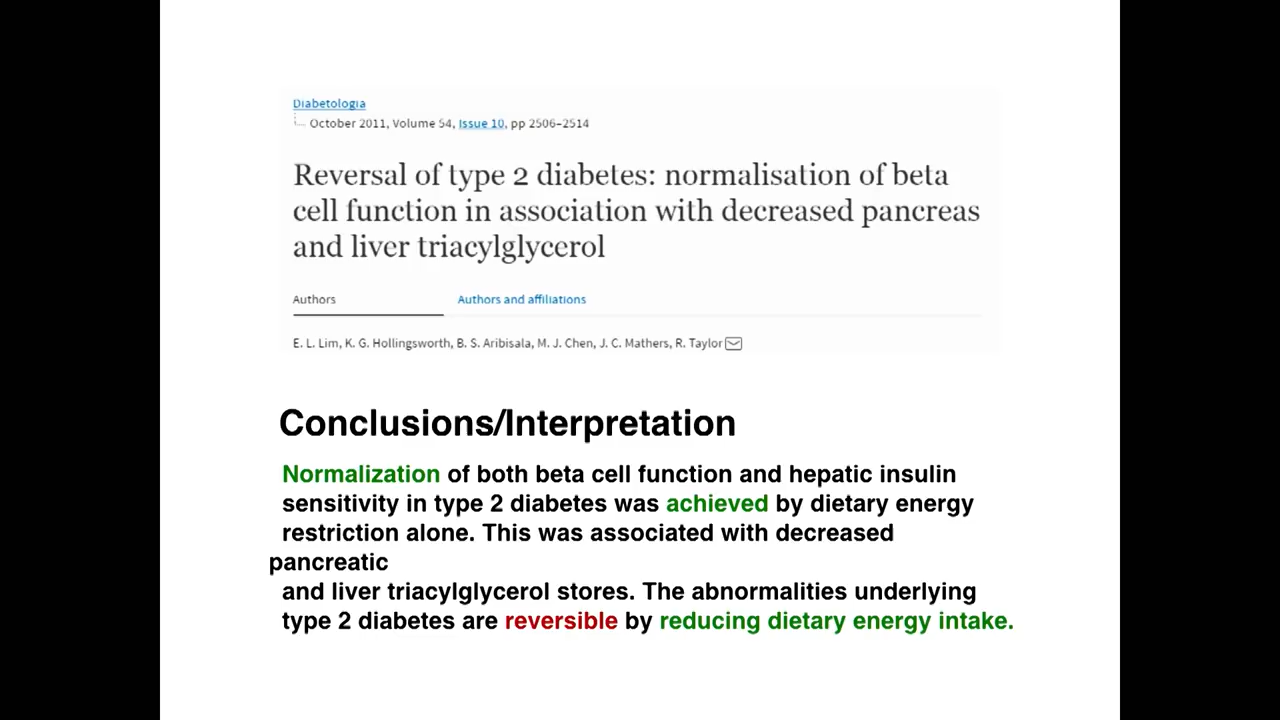 Diabetologia
October 2011, Volume 54, Issue 10, pp 2506–2514
Reversal of type 2 diabetes: normalisation of beta
cell function in association with decreased pancreas
and liver triacylglycerol
Authors Authors and affiliations
E. L. Lim, K. G. Hollingsworth, B. S. Aribisala, M. J. Chen, J. C. Mathers, R. Taylor
Conclusions/Interpretation
Normalization of both beta cell function and hepatic insulin
sensitivity in type 2 diabetes was achieved by dietary energy
restriction alone. This was associated with decreased
pancreatic
and liver triacylglycerol stores. The abnormalities underlying
type 2 diabetes are reversible by reducing dietary energy intake.